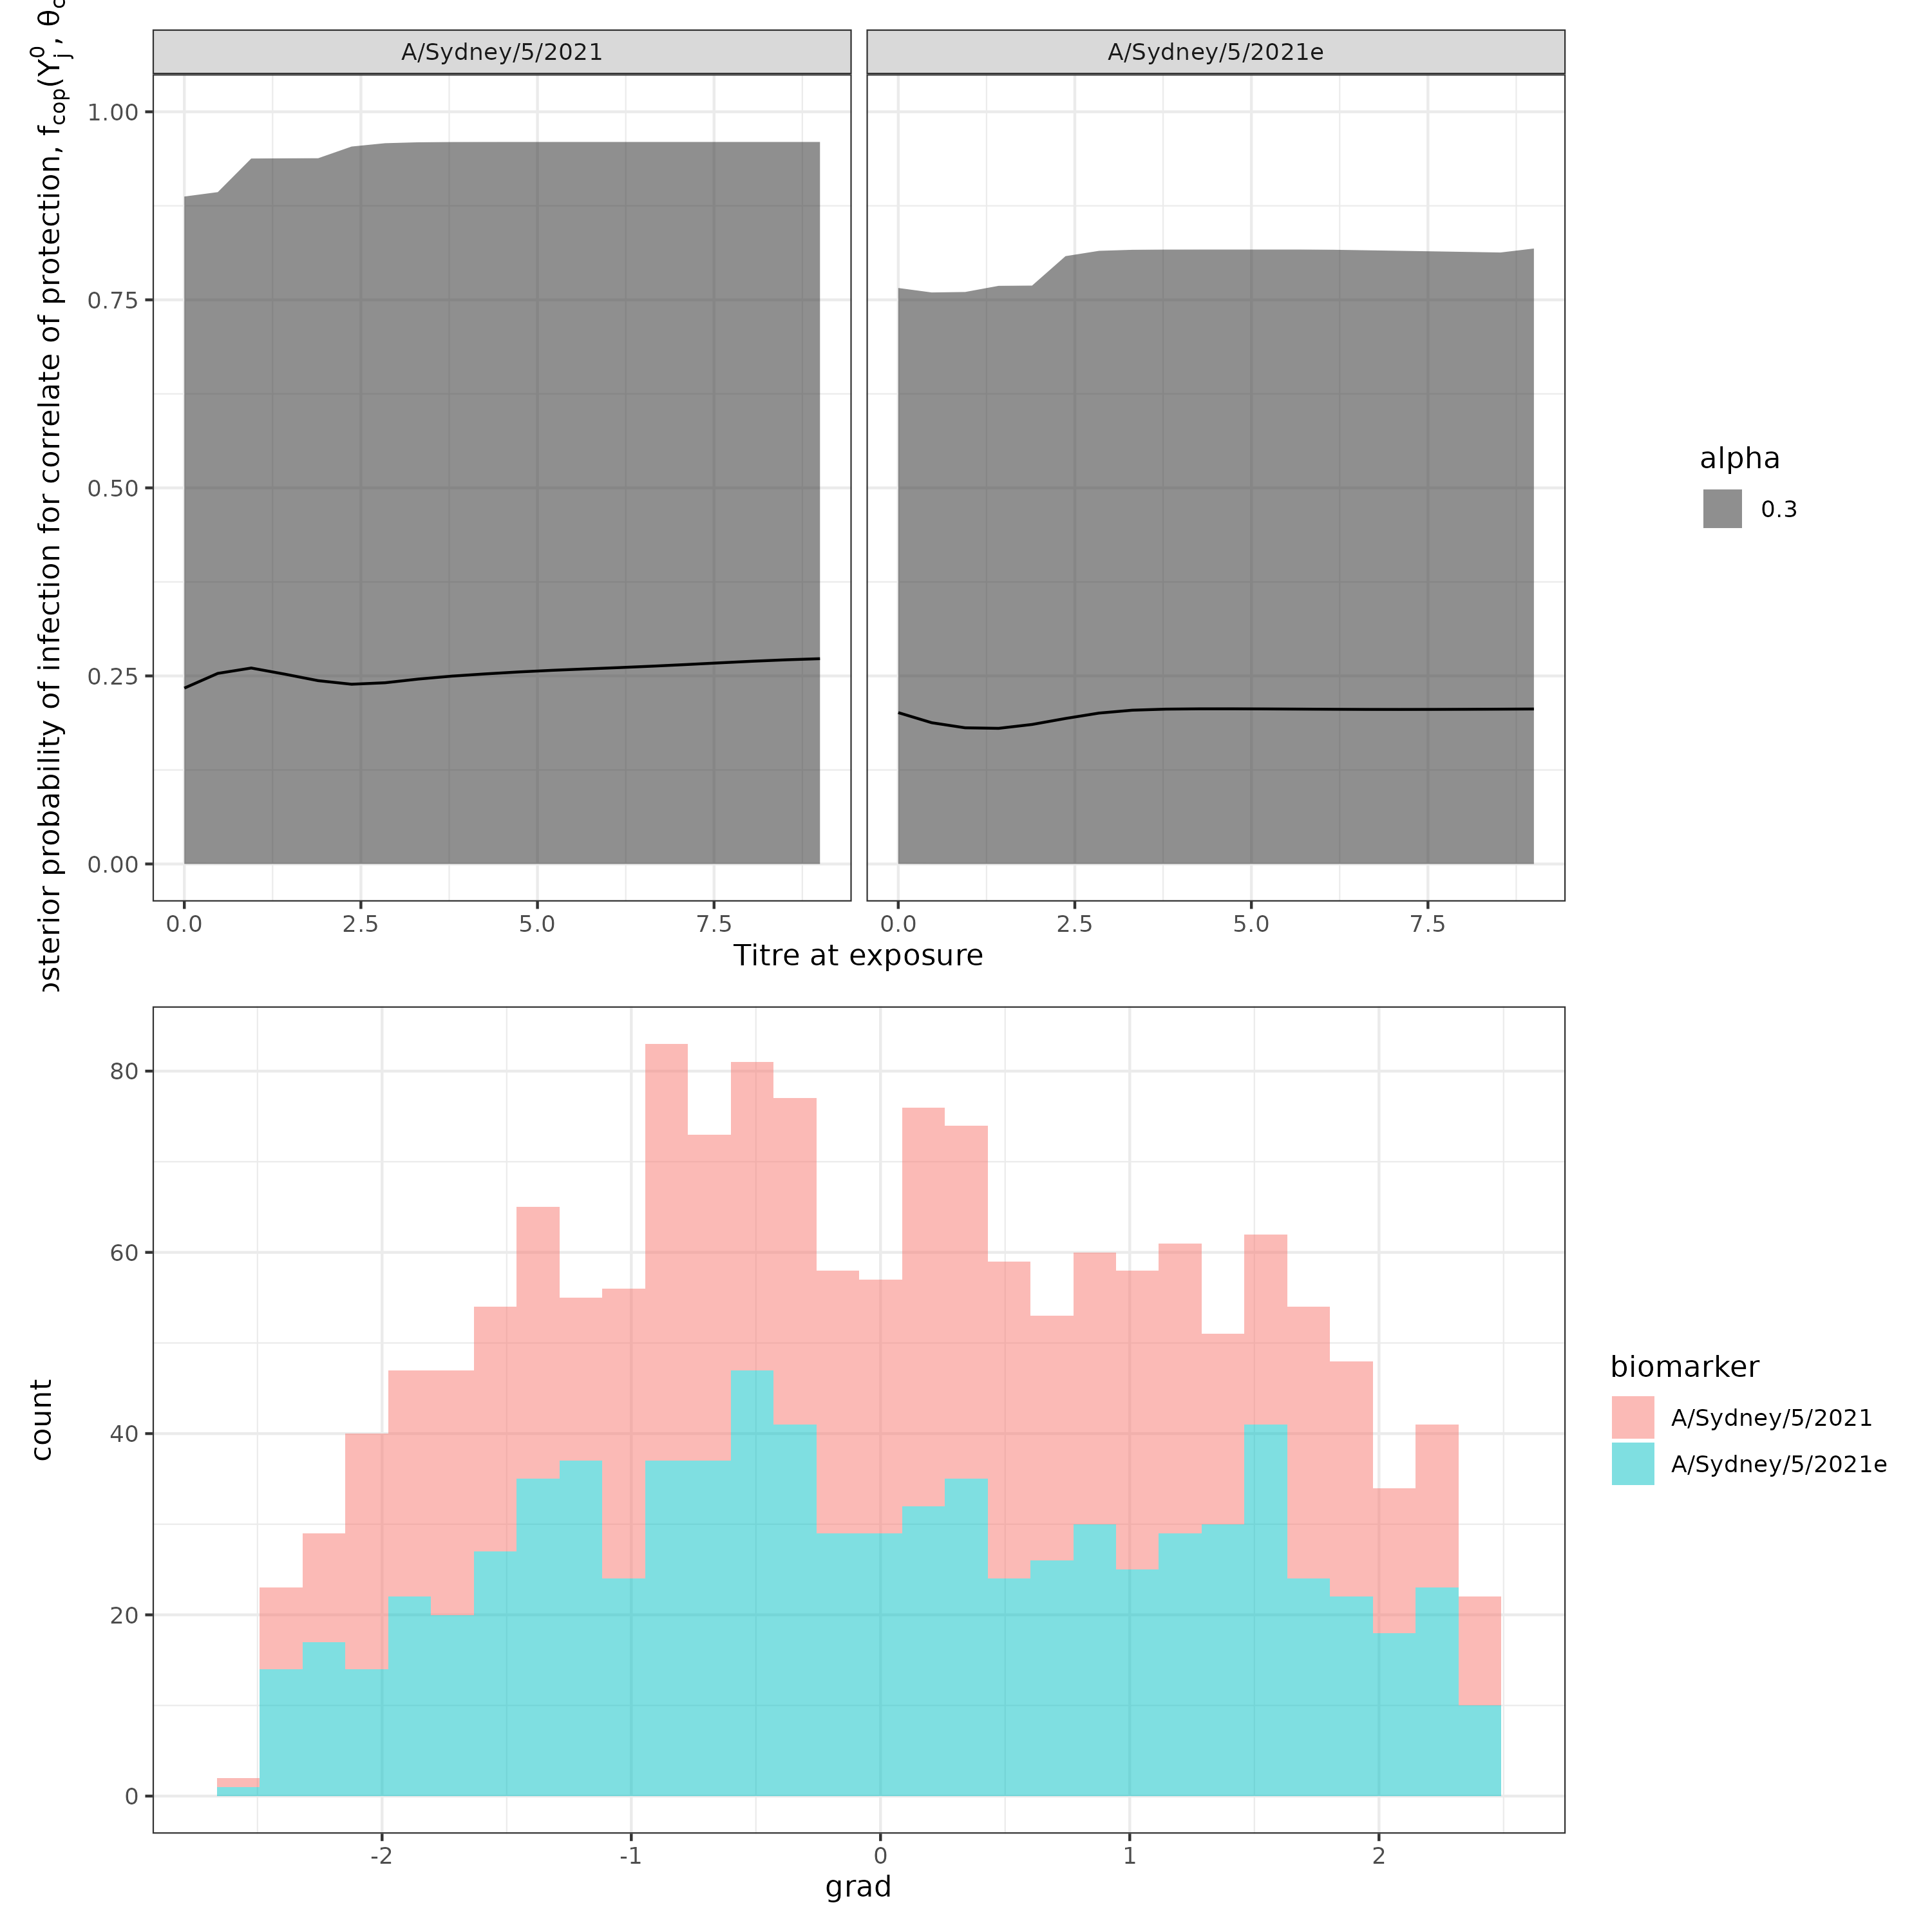 A/Sydney/5/2021
A/Sydney/5/2021e
probability of infection for correlate of protection, f_cop(Y_j^0, θ
1.00
0.75
0.50
0.25
0.00
0.0
2.5
5.0
7.5
0.0
2.5
5.0
7.5
Titre at exposure
alpha
0.3
count
80
60
40
20
0
-2
-1
0
1
2
grad
biomarker
A/Sydney/5/2021
A/Sydney/5/2021e